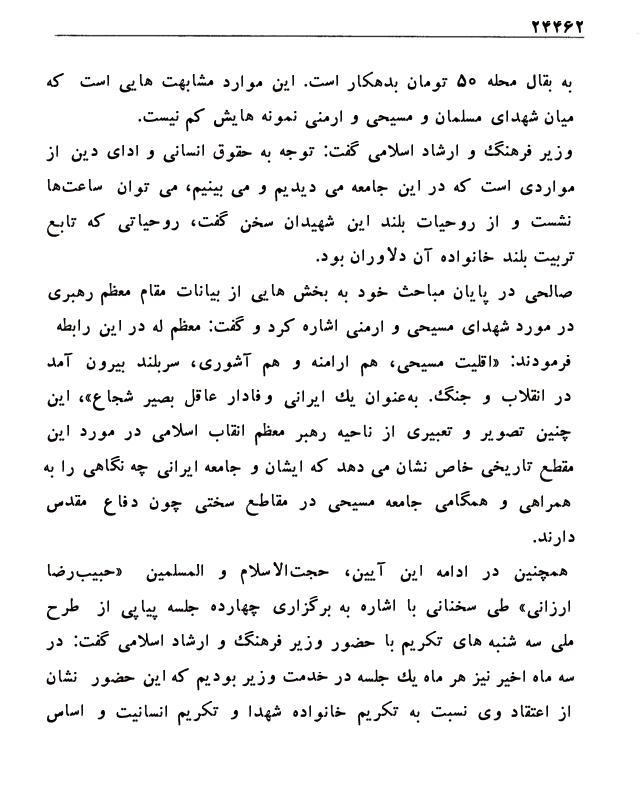 ۲۴۴۶۲
به بقال محله ۵۰ تومان بدهکار است. این موارد مشابهت هایی است که
میان شهدای مسلمان و مسیحی و ارمنی نمونه هایش کم نیست.
وزیر فرهنگ و ارشاد اسلامی گفت: توجه به حقوق انسانی و ادای دین از
مواردی است که در این جامعه می دیدیم و می بینیم، می توان ساعت‌ها
نشست و از روحیات بلند این شهیدان سخن گفت، روحیاتی که تابع
تربیت بلند خانواده آن دلاوران بود.
صالحی در پایان مباحث خود به بخش هایی از بیانات مقام معظم رهبری
در مورد شهدای مسیحی و ارمنی اشاره کرد و گفت: معظم له در این رابطه
فرمودند: «اقلیت مسیحی، هم ارامنه و هم آشوری، سربلند بیرون آمد
در انقلاب و جنگ. به‌عنوان یك ایرانی وفادار عاقل بصیر شجاع»، این
چنین تصویر و تعبیری از ناحیه رهبر معظم انقاب اسلامی در مورد این
مقطع تاریخی خاص نشان می دهد که ایشان و جامعه ایرانی چه نگاهی را به
همراهی و همگامی جامعه مسیحی در مقاطع سختی چون دفاع مقدس
دارند.
همچنین در ادامه این آیین، حجت‌الاسلام و المسلمین «حبیب‌رضا
ارزانی» طی سخنانی با اشاره به برگزاری چهارده جلسه پیاپی از طرح
ملی سه شنبه های تکریم با حضور وزیر فرهنگ و ارشاد اسلامی گفت: در
سه ماه اخیر نیز هر ماه یك جلسه در خدمت وزیر بودیم که این حضور نشان
از اعتقاد وی نسبت به تکریم خانواده شهدا و تکریم انسانیت و اساس